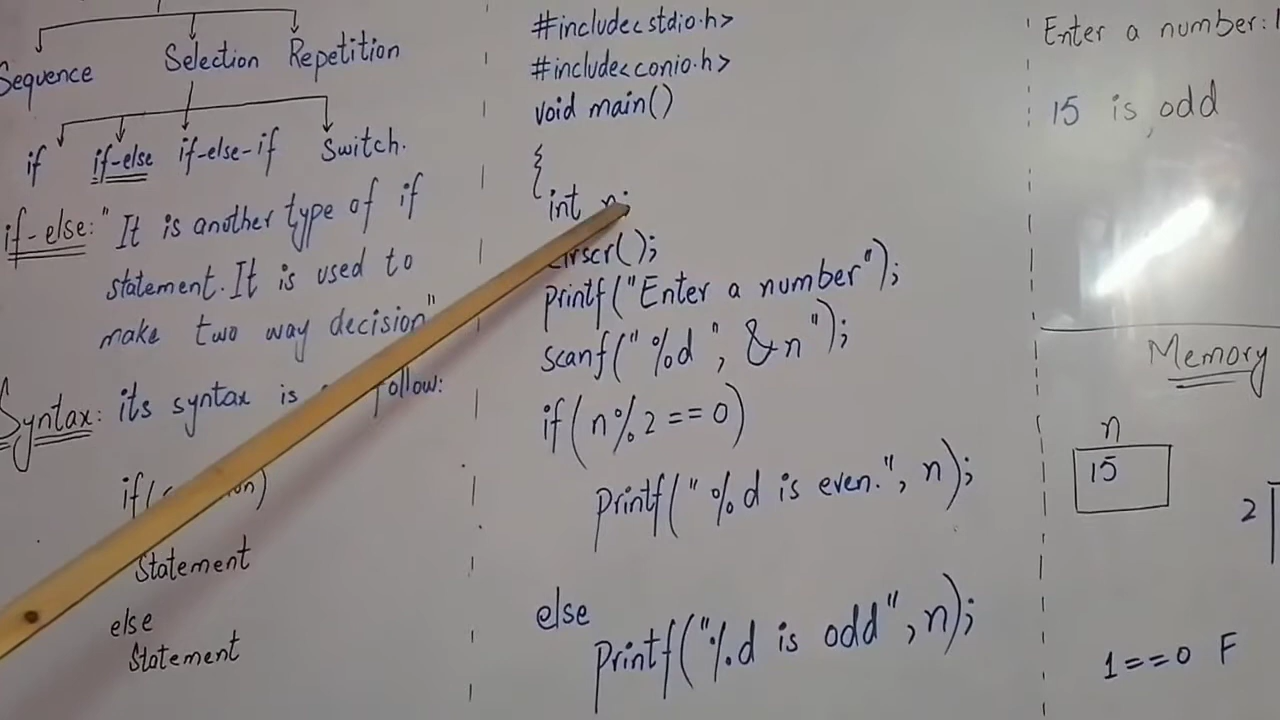 Sequence Selection Repetition
if if-else if-else-if Switch.
if-else: "It is another type of if
statement. It is used to
make two way decision"
Syntax: its syntax is follow:
if(
Statement
else
Statement
#include<stdio.h>
#include<conio.h>
void main()
{
int n;
clrscr();
printf("Enter a number");
scanf("%d", &n");
if(n%2==0)
printf("%d is even.", n);
else
printf("%d is odd", n);
Enter a number:
15 is odd
Memory
n
15
2
1==0 F